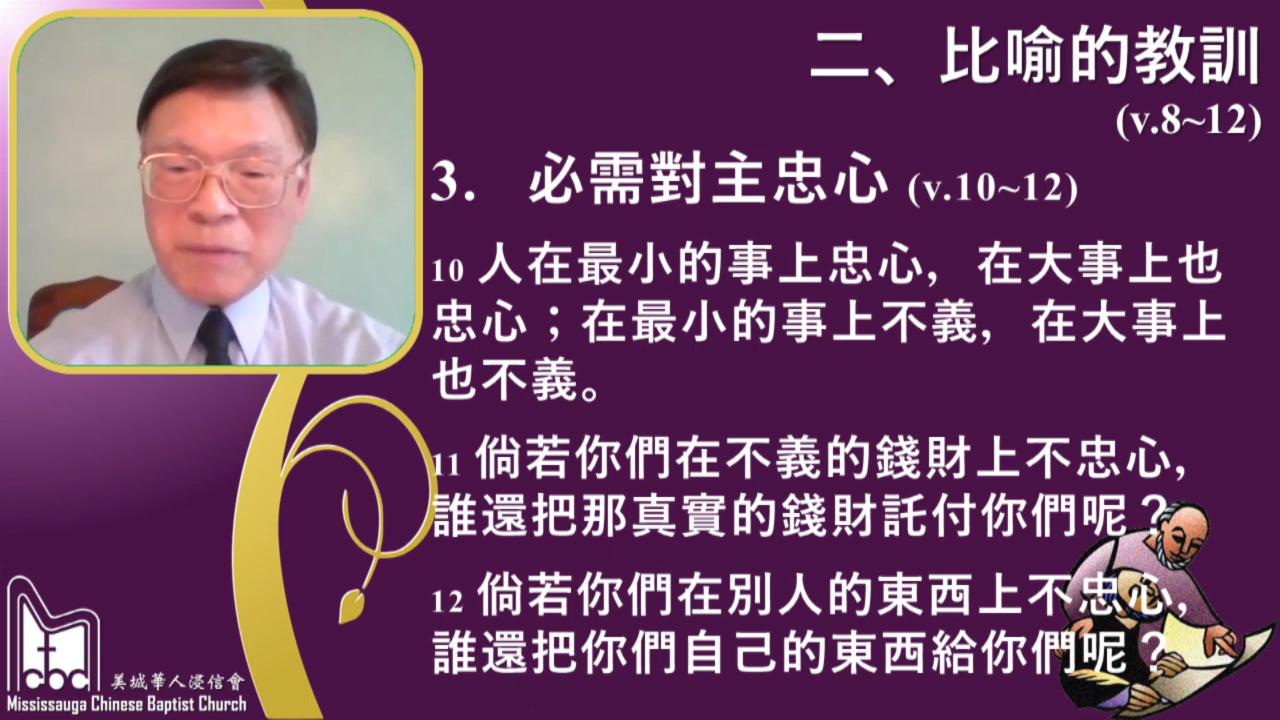 二、比喻的教訓
(v.8~12)
3. 必需對主忠心 (v.10~12)
10 人在最小的事上忠心,在大事上也
忠心；在最小的事上不義,在大事上
也不義。
11 倘若你們在不義的錢財上不忠心,
誰還把那真實的錢財託付你們呢？
12 倘若你們在別人的東西上不忠心,
誰還把你們自己的東西給你們呢？
mcbc
美城華人浸信會
Mississauga Chinese Baptist Church